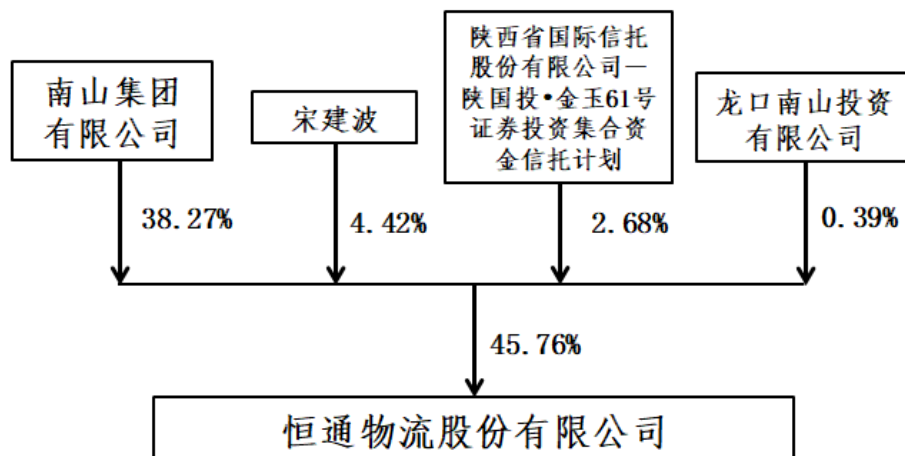 南山集团
有限公司
宋建波
陕西省国际信托
股份有限公司—
陕国投•金玉61号
证券投资集合资
金信托计划
龙口南山投资
有限公司
38.27%
4.42%
2.68%
0.39%
45.76%
恒通物流股份有限公司